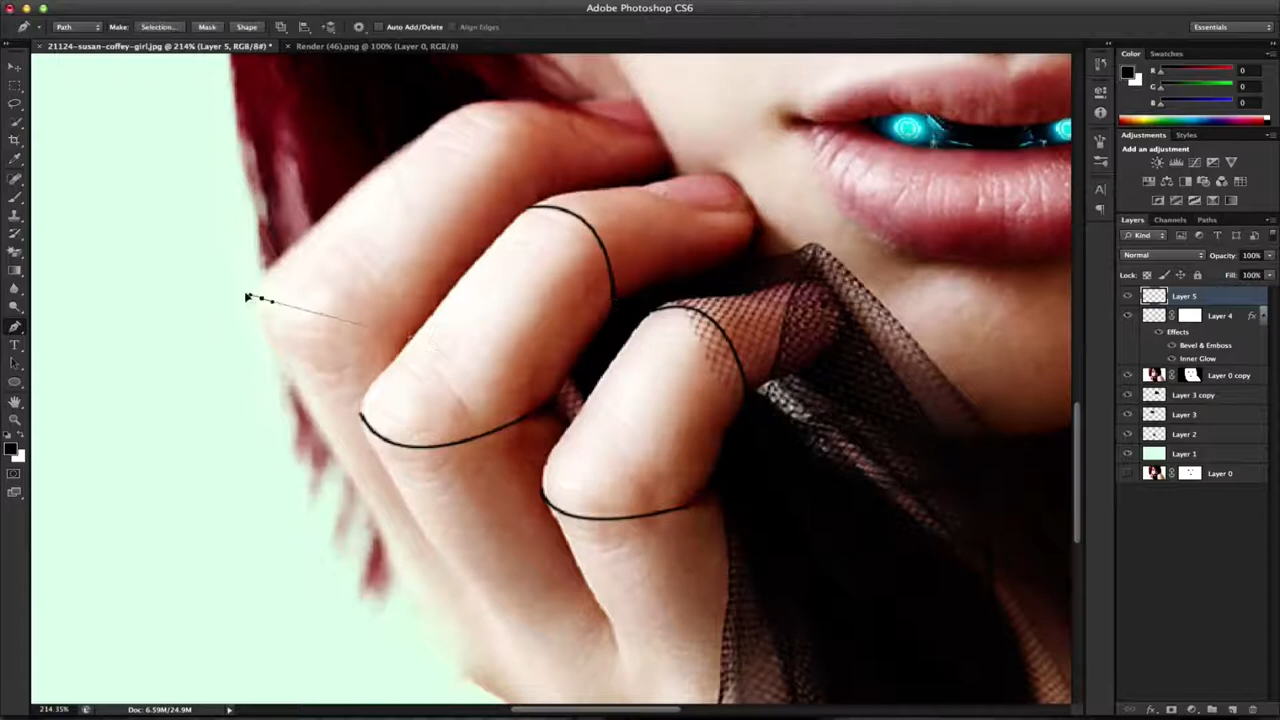 Adobe Photoshop CS6
Path Make: Selection... Mask Shape Auto Add/Delete Align Edges Essentials
× 21124-susan-coffey-girl.jpg @ 214% (Layer 5, RGB/8#) * × Render (46).png @ 100% (Layer 0, RGB/8)
Color Swatches
R 0
G 0
B 0
Adjustments Styles
Add an adjustment
Layers Channels Paths
Kind
Normal Opacity: 100%
Lock: Fill: 100%
Layer 5
Layer 4 fx
Effects
Bevel & Emboss
Inner Glow
Layer 0 copy
Layer 3 copy
Layer 3
Layer 2
Layer 1
Layer 0
214.35% Doc: 6.59M/24.9M